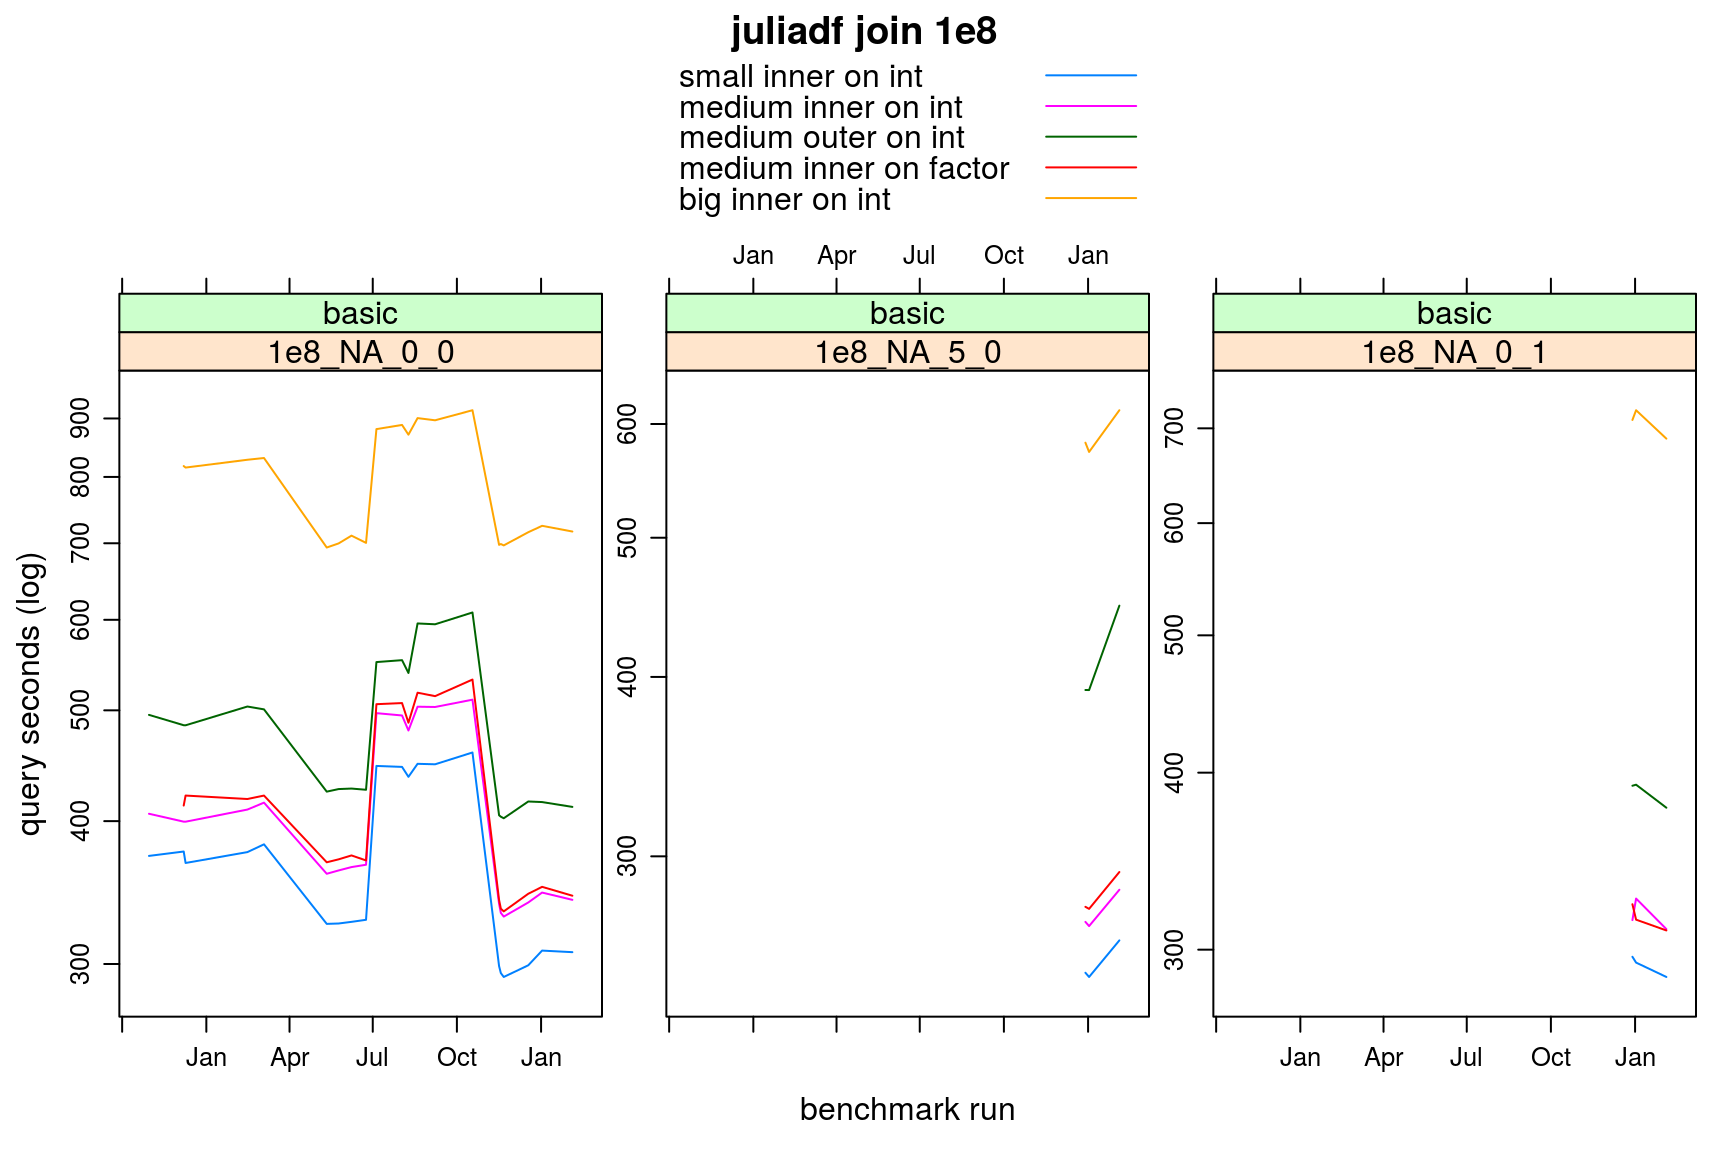 juliadf join 1e8
small inner on int
medium inner on int
medium outer on int
medium inner on factor
big inner on int
Jan Apr Jul Oct Jan
basic basic basic
1e8_NA_0_0 1e8_NA_5_0 1e8_NA_0_1
query seconds (log)
900
800
700
600
500
400
300
600
500
400
300
700
600
500
400
300
Jan Apr Jul Oct Jan
Jan Apr Jul Oct Jan
benchmark run